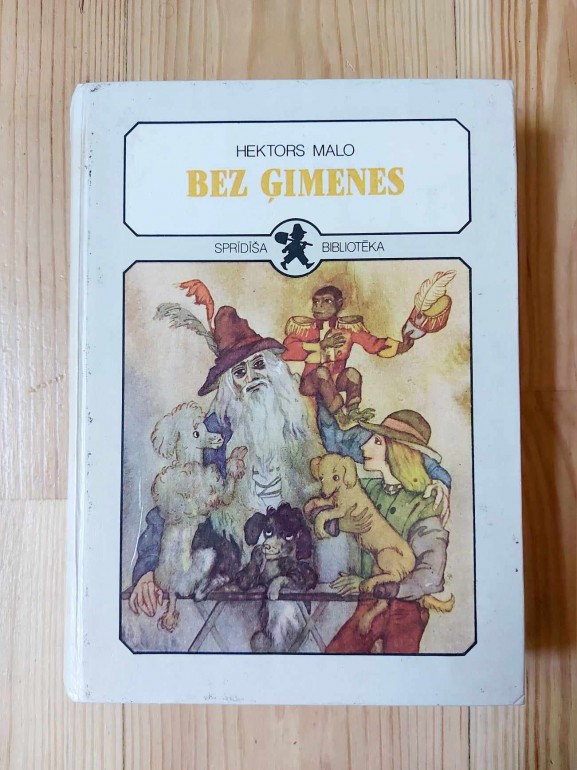 HEKTORS MALO
BEZ ĢIMENES
SPRĪDĪŠA BIBLIOTĒKA